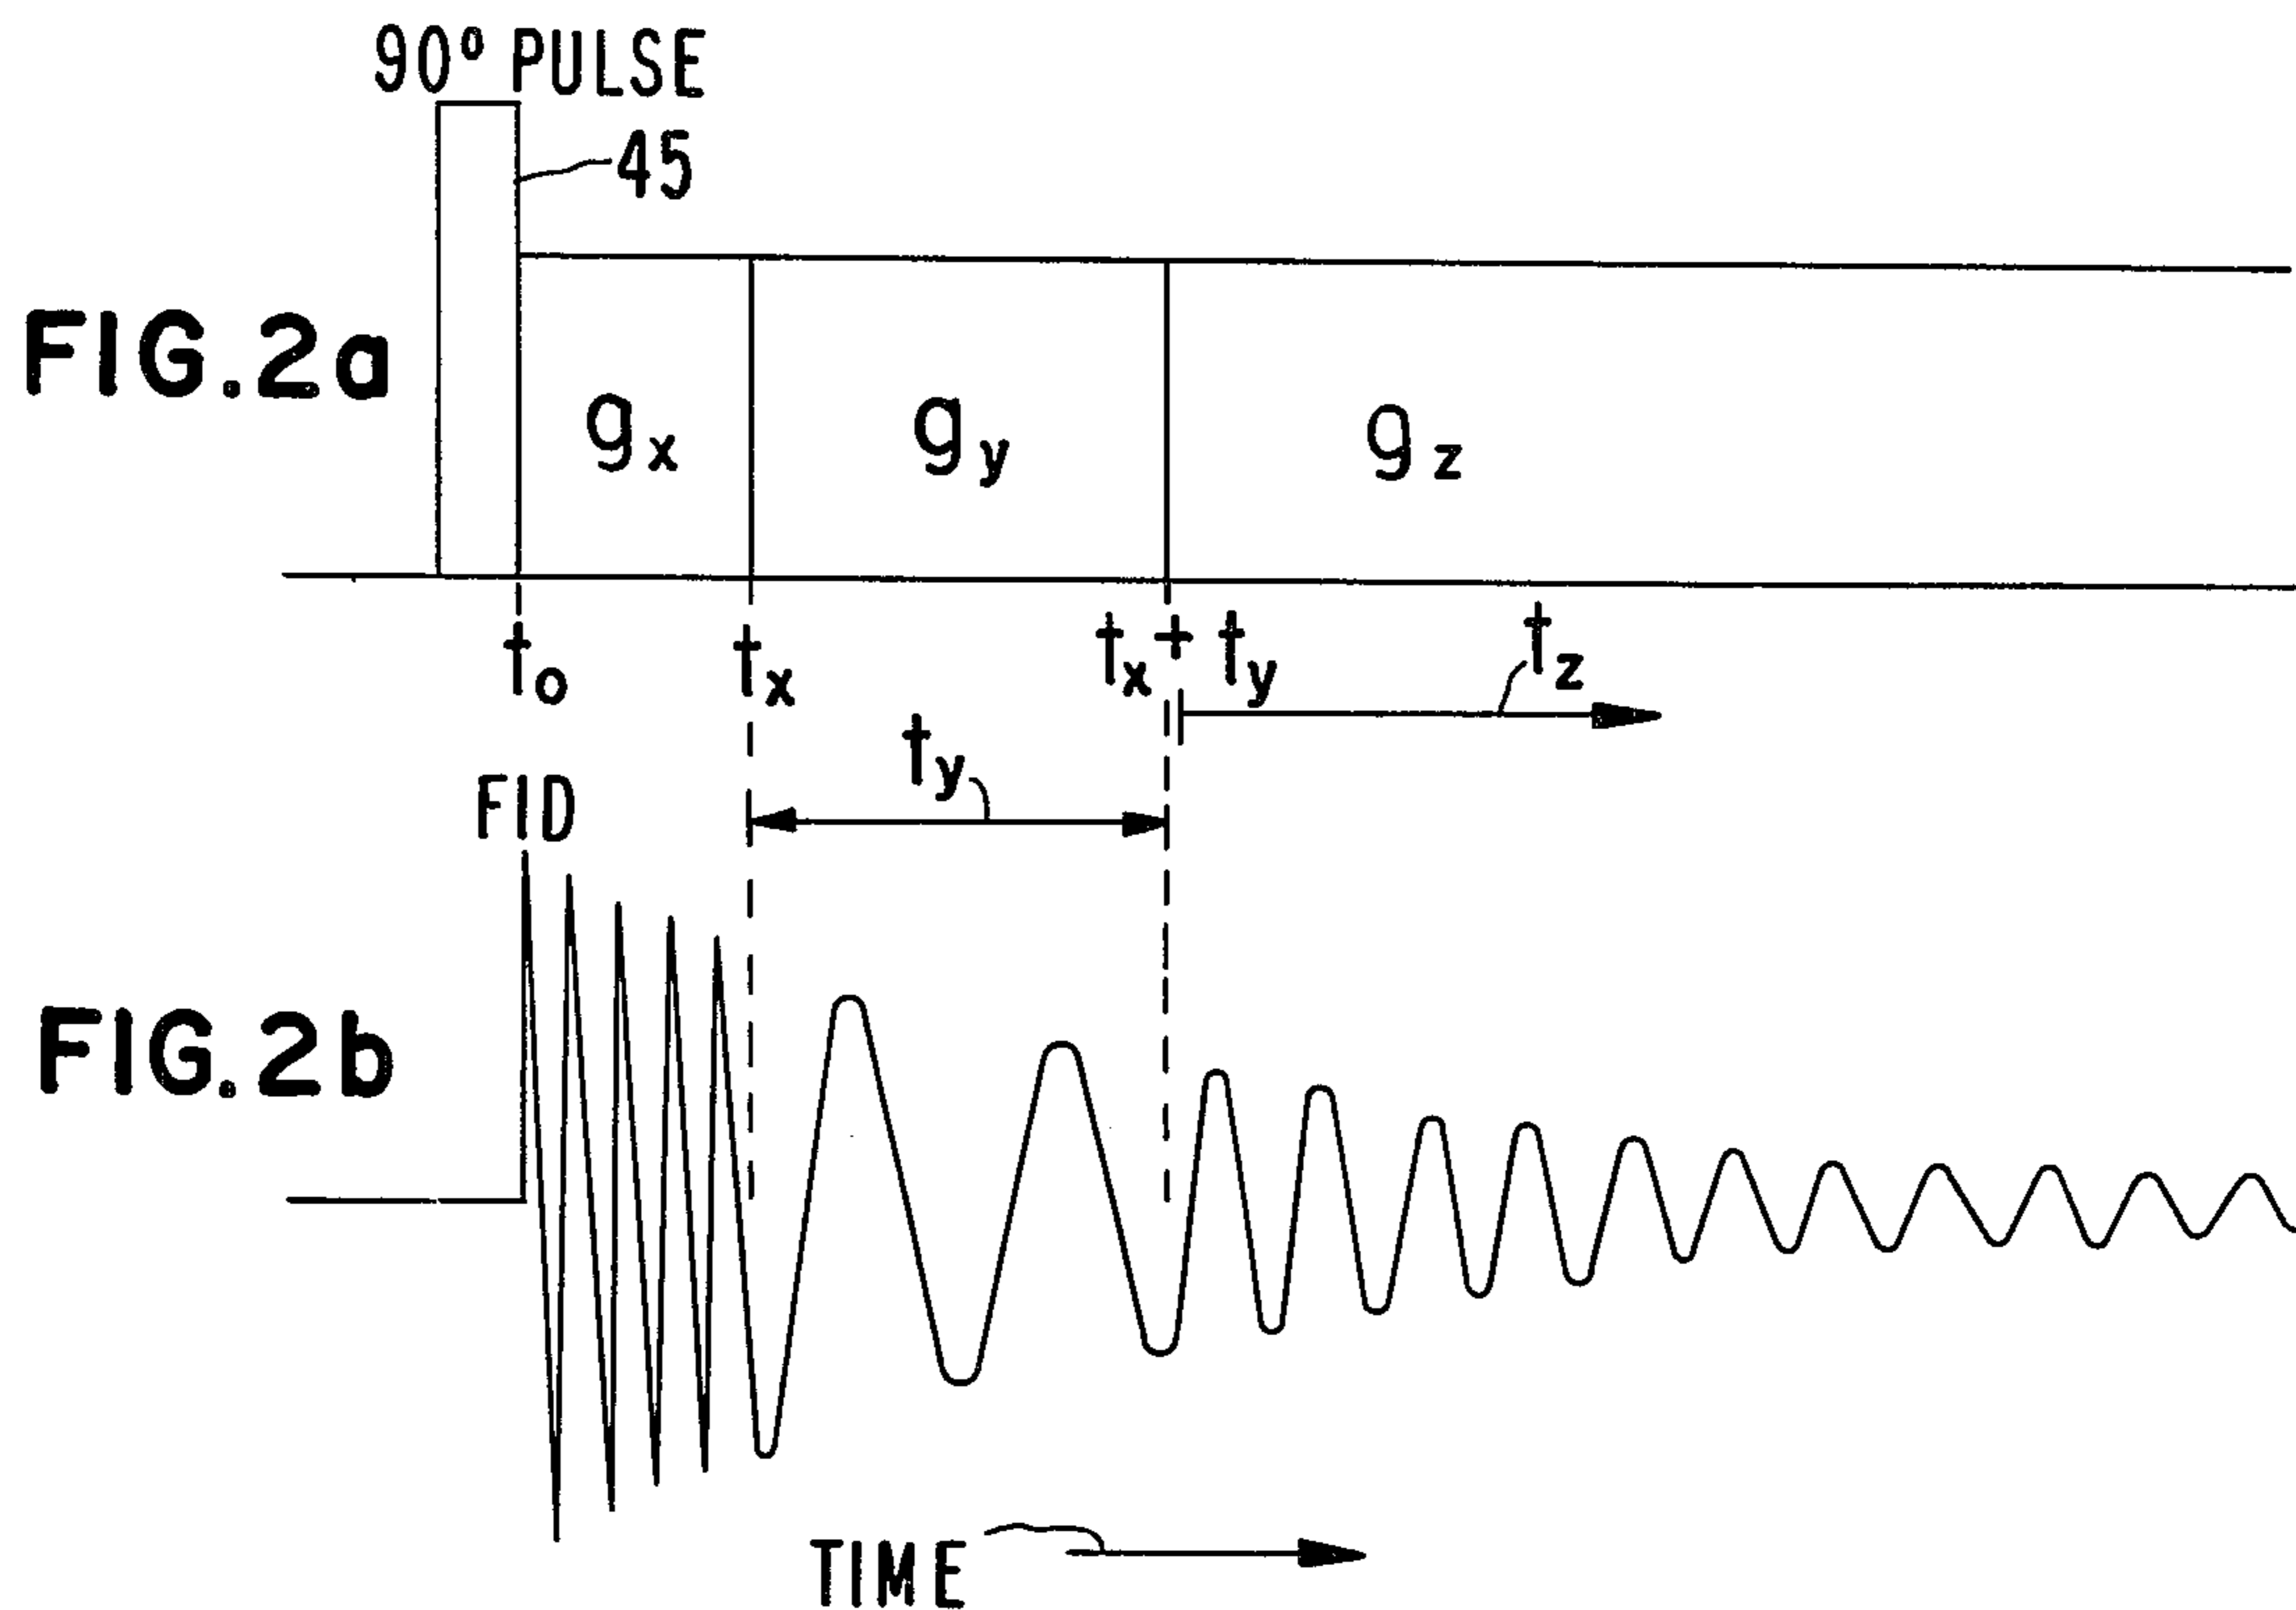 90° PULSE
45
FIG.2a
gx
gy
gz
to
tx
tx + ty
tz
ty
FID
FIG.2b
TIME